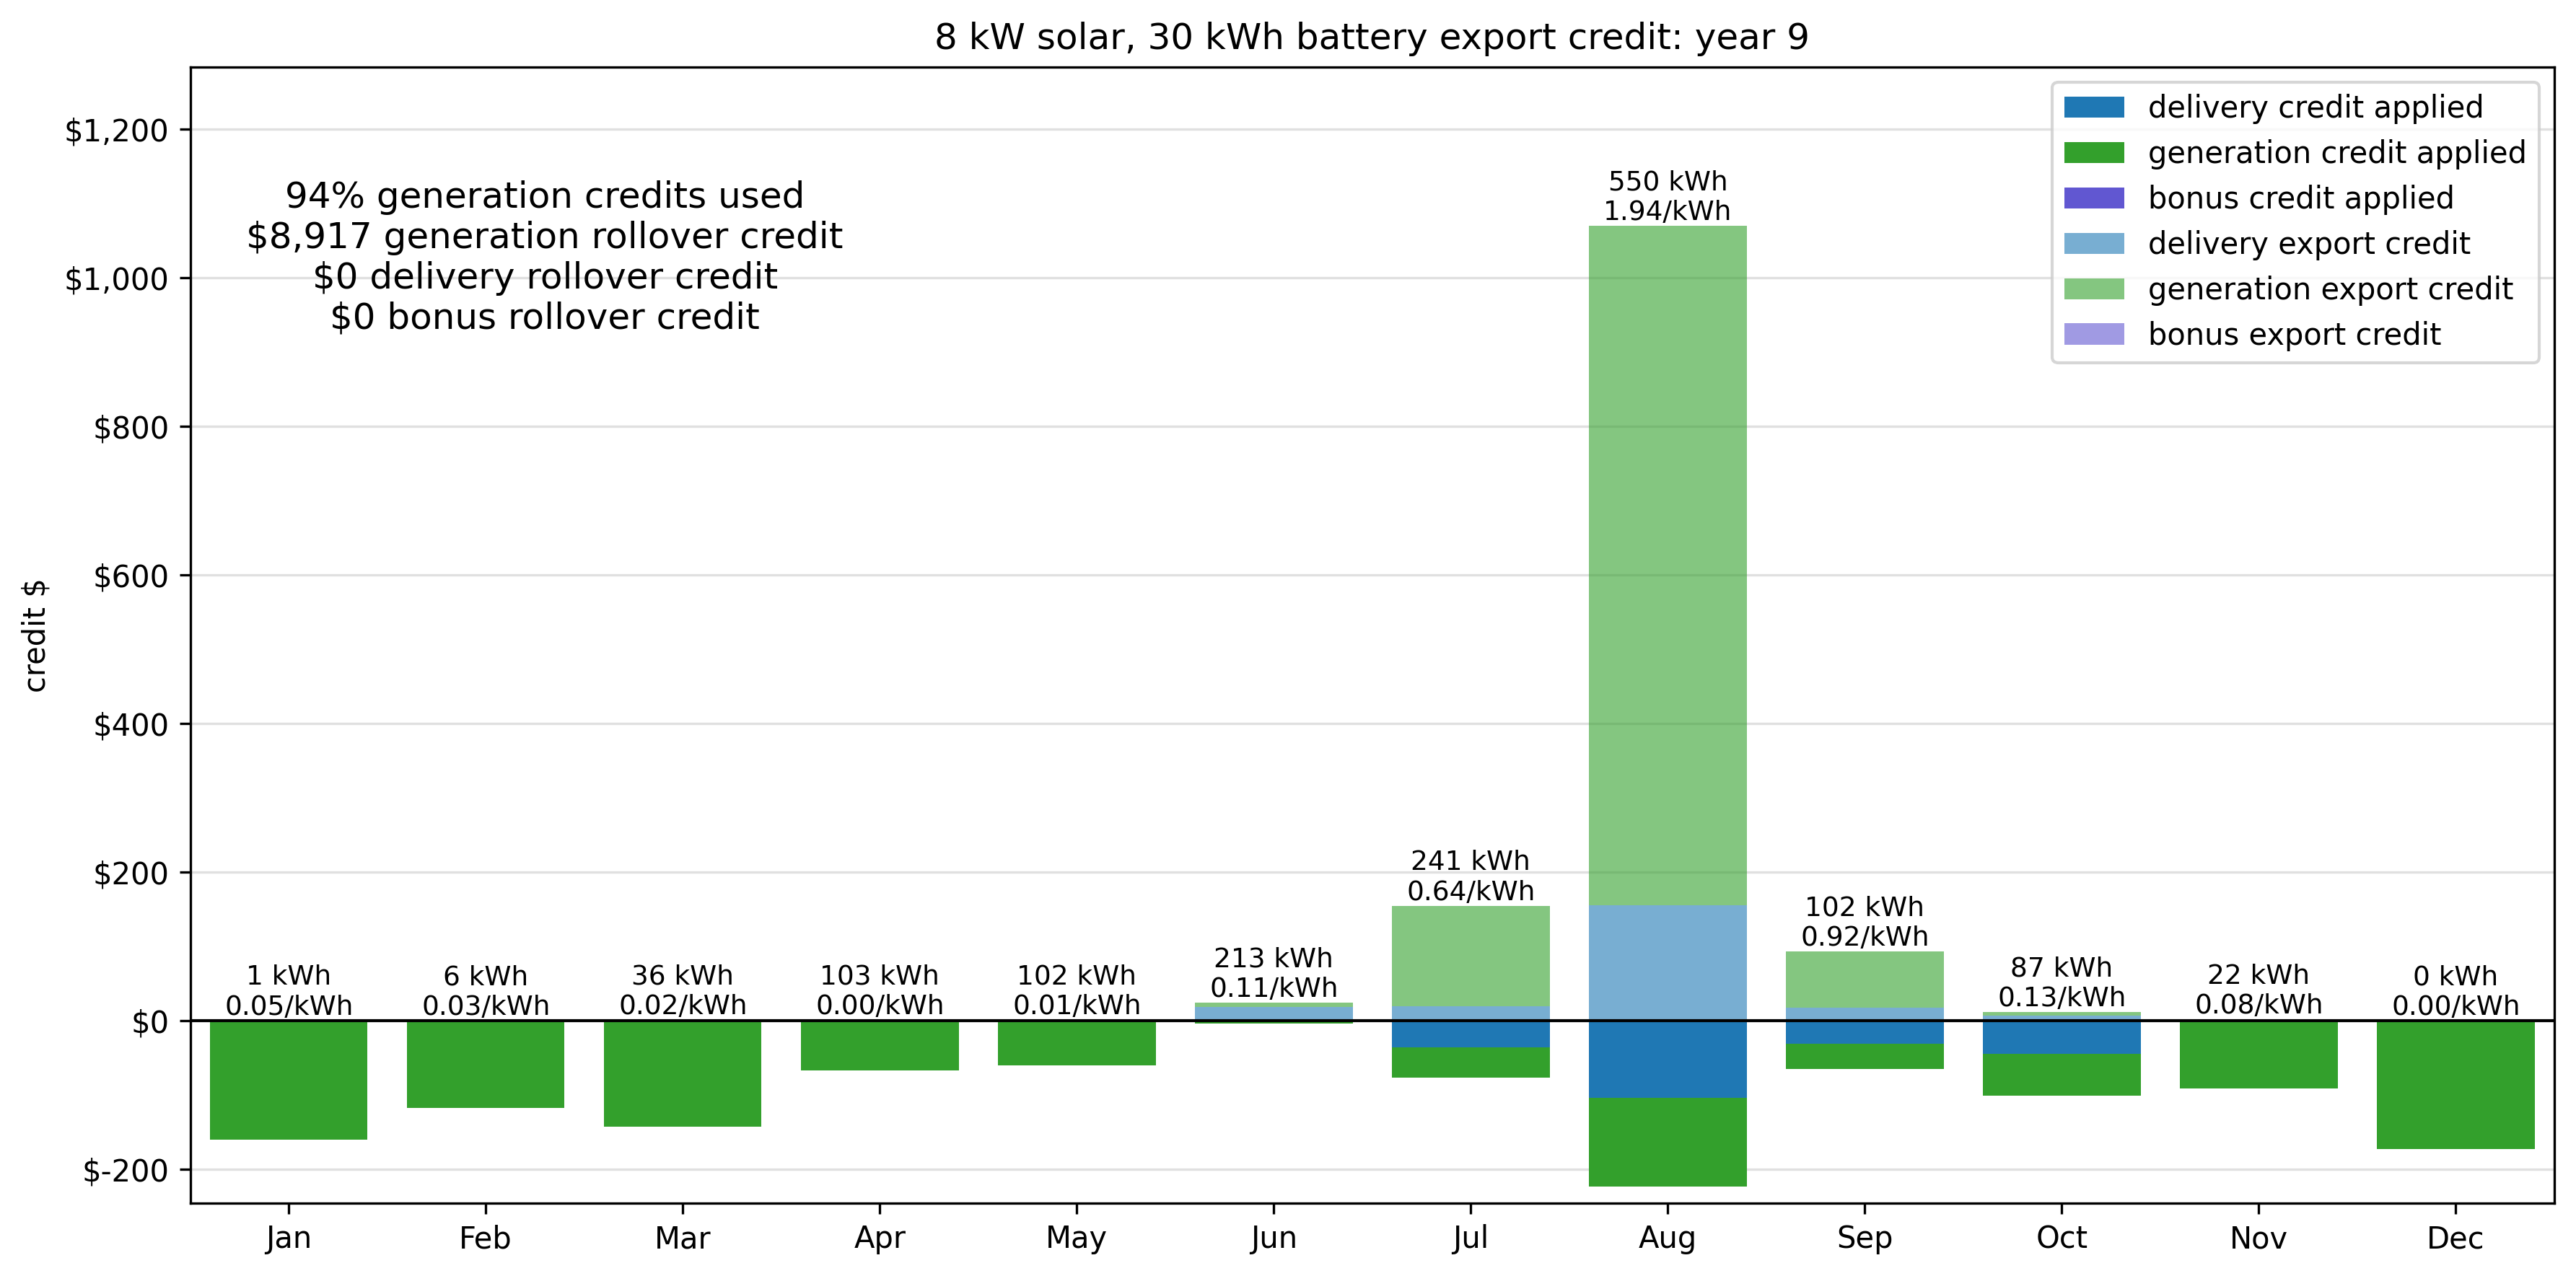 8 kW solar, 30 kWh battery export credit: year 9
$1,200
$1,000
$800
$600
$400
$200
$0
$-200
credit $
94% generation credits used
$8,917 generation rollover credit
$0 delivery rollover credit
$0 bonus rollover credit
delivery credit applied
generation credit applied
bonus credit applied
delivery export credit
generation export credit
bonus export credit
1 kWh
0.05/kWh
6 kWh
0.03/kWh
36 kWh
0.02/kWh
103 kWh
0.00/kWh
102 kWh
0.01/kWh
213 kWh
0.11/kWh
241 kWh
0.64/kWh
550 kWh
1.94/kWh
102 kWh
0.92/kWh
87 kWh
0.13/kWh
22 kWh
0.08/kWh
0 kWh
0.00/kWh
Jan
Feb
Mar
Apr
May
Jun
Jul
Aug
Sep
Oct
Nov
Dec